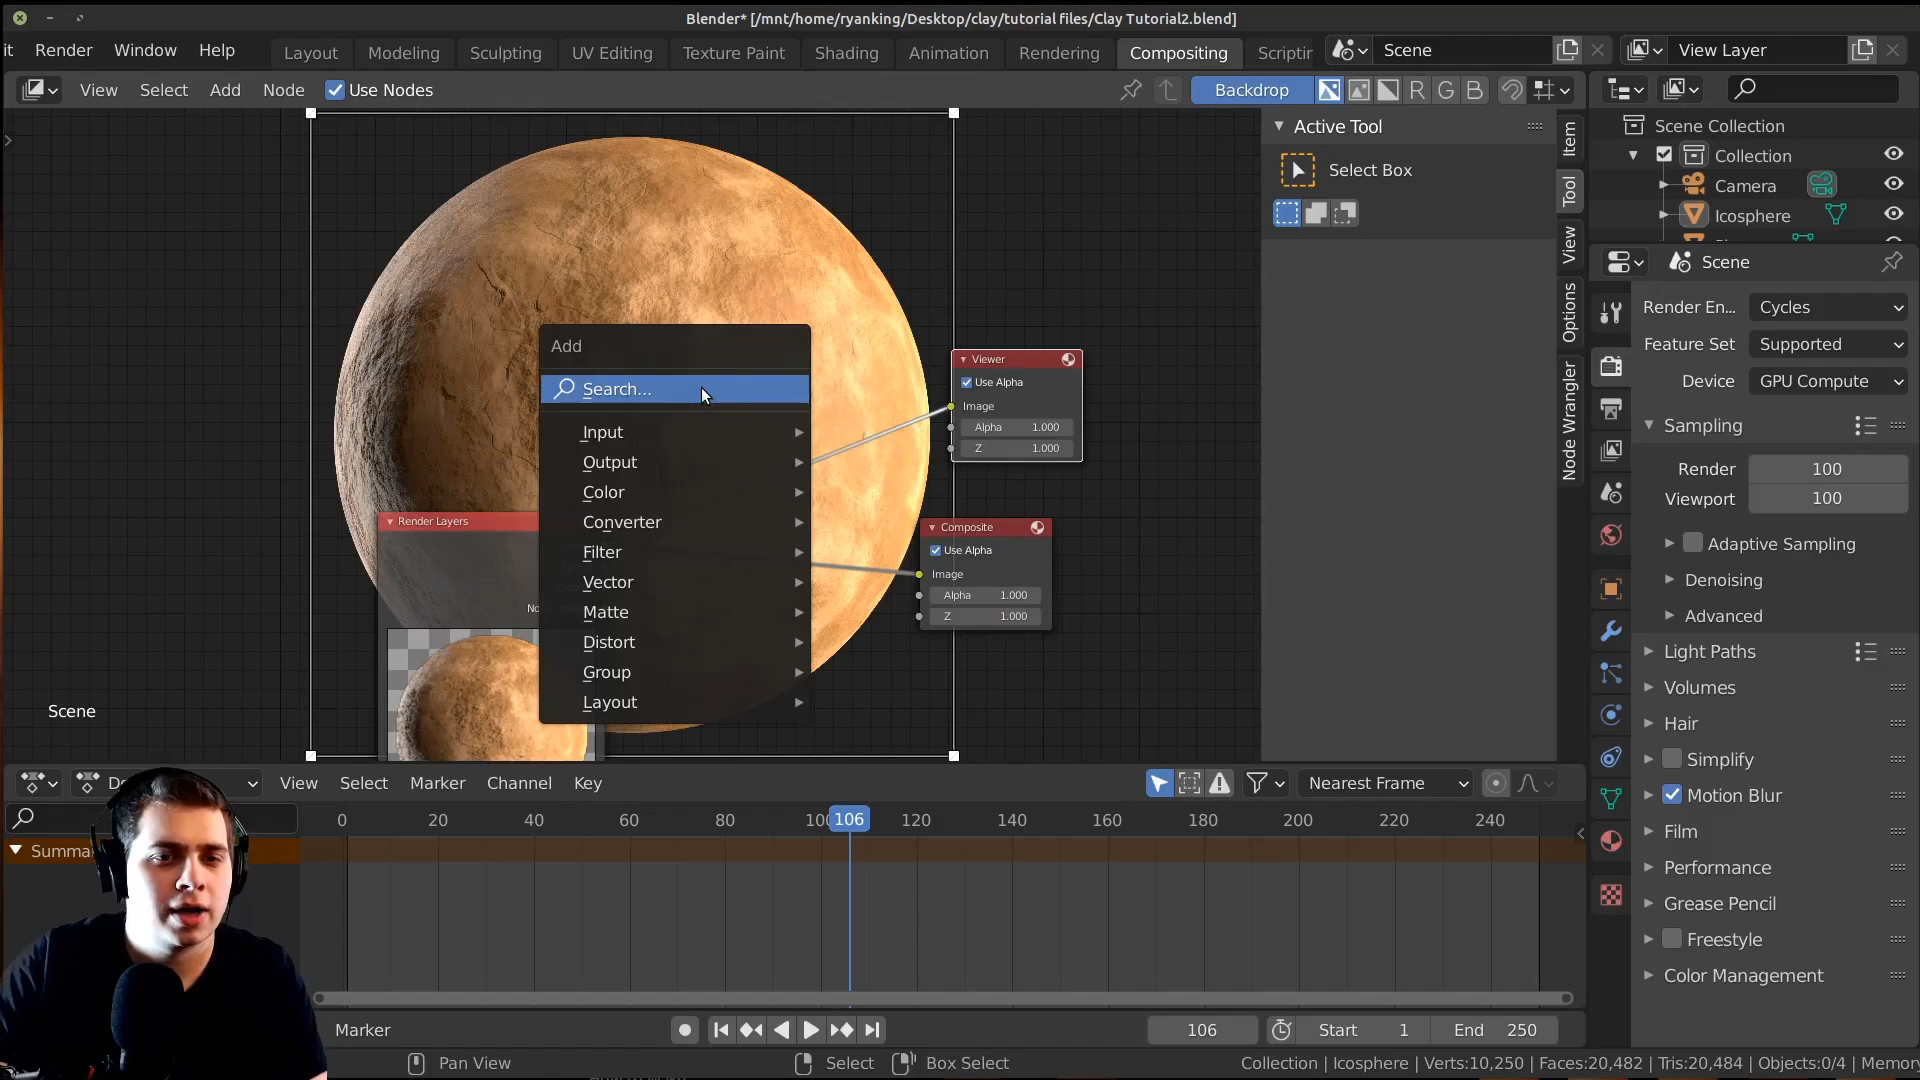 Blender* [/mnt/home/ryanking/Desktop/clay/tutorial files/Clay Tutorial2.blend]
it Render Window Help Layout Modeling Sculpting UV Editing Texture Paint Shading Animation Rendering Compositing Scriptin Scene View Layer
View Select Add Node Use Nodes Backdrop R G B
Active Tool
Select Box
Item
Tool
View
Options
Node Wrangler
Scene Collection
Collection
Camera
Icosphere
Scene
Render En... Cycles
Feature Set Supported
Device GPU Compute
Sampling
Render 100
Viewport 100
Adaptive Sampling
Denoising
Advanced
Light Paths
Volumes
Hair
Simplify
Motion Blur
Film
Performance
Grease Pencil
Freestyle
Color Management
Add
Search...
Input
Output
Color
Converter
Filter
Vector
Matte
Distort
Group
Layout
Viewer
Use Alpha
Image
Alpha 1.000
Z 1.000
Composite
Use Alpha
Image
Alpha 1.000
Z 1.000
Render Layers
Scene
View Select Marker Channel Key Nearest Frame
0 20 40 60 80 100 106 120 140 160 180 200 220 240
Summa
Marker 106 Start 1 End 250
Pan View Select Box Select Collection | Icosphere | Verts:10,250 | Faces:20,482 | Tris:20,484 | Objects:0/4 | Memory